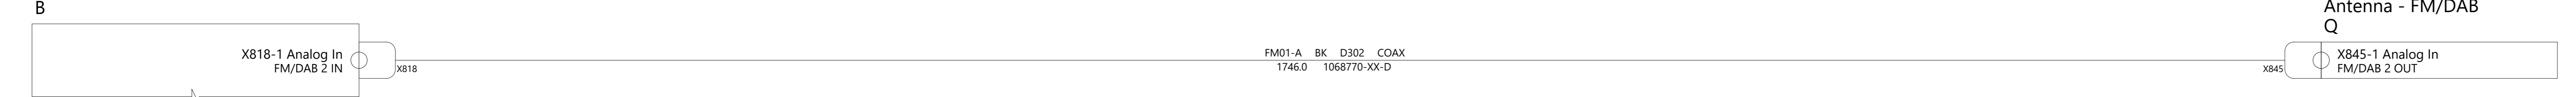 B
X818-1 Analog In
FM/DAB 2 IN
X818
FM01-A BK D302 COAX
1746.0 1068770-XX-D
Antenna - FM/DAB
Q
X845
X845-1 Analog In
FM/DAB 2 OUT